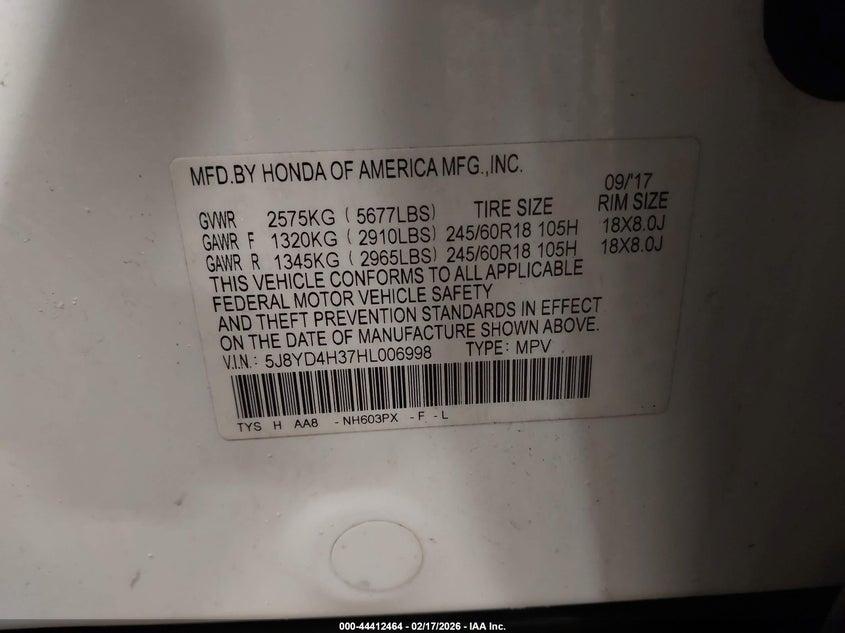 MFD.BY HONDA OF AMERICA MFG.,INC.
09/'17
GVWR 2575KG ( 5677LBS) TIRE SIZE RIM SIZE
GAWR F 1320KG ( 2910LBS) 245/60R18 105H 18X8.0J
GAWR R 1345KG ( 2965LBS) 245/60R18 105H 18X8.0J
THIS VEHICLE CONFORMS TO ALL APPLICABLE
FEDERAL MOTOR VEHICLE SAFETY
AND THEFT PREVENTION STANDARDS IN EFFECT
ON THE DATE OF MANUFACTURE SHOWN ABOVE.
V.I.N.: 5J8YD4H37HL006998 TYPE: MPV
TYS H AA8 - NH603PX - F - L
000-44412464 - 02/17/2026 - IAA Inc.